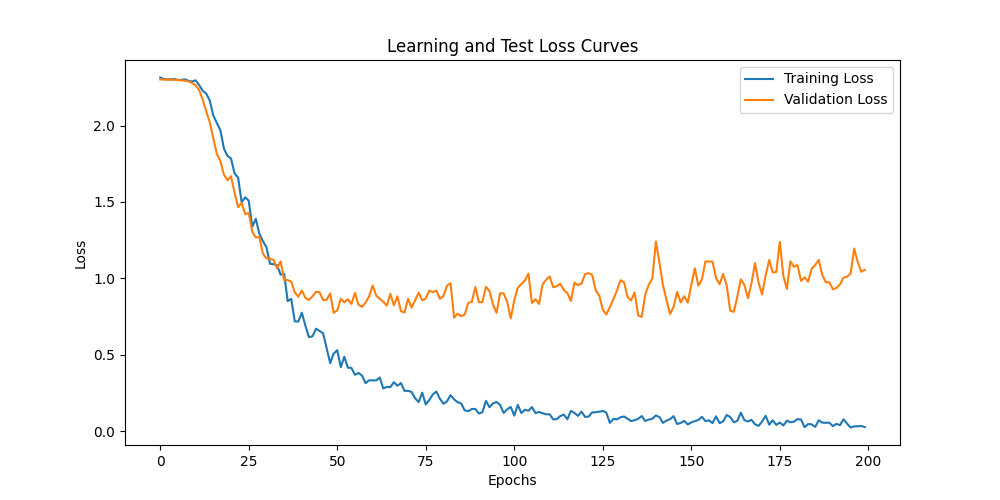 Learning and Test Loss Curves
Training Loss
Validation Loss
Loss
2.0
1.5
1.0
0.5
0.0
0 25 50 75 100 125 150 175 200
Epochs